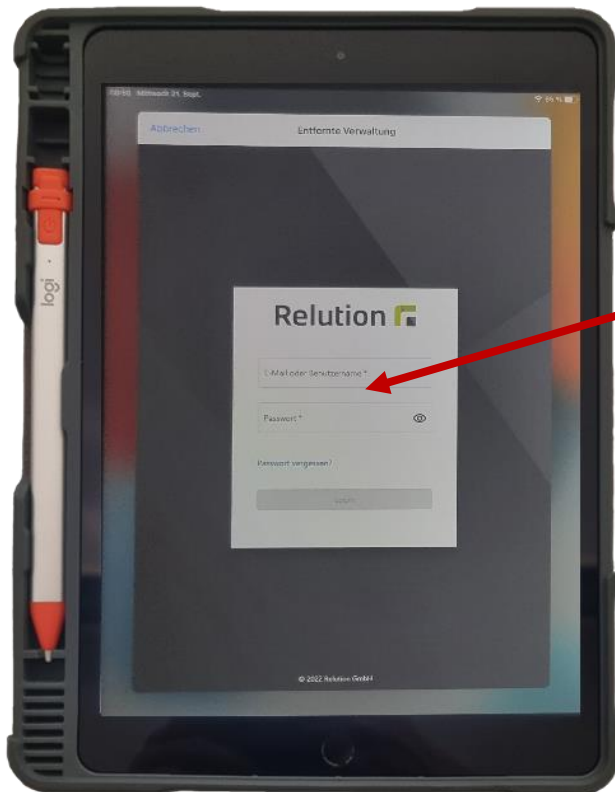 Mittwoch 21. Sept.
Abbrechen
Entfernte Verwaltung
Relution
E-Mail oder Benutzername *
Passwort *
Passwort vergessen?
© 2022 Relution GmbH
logi